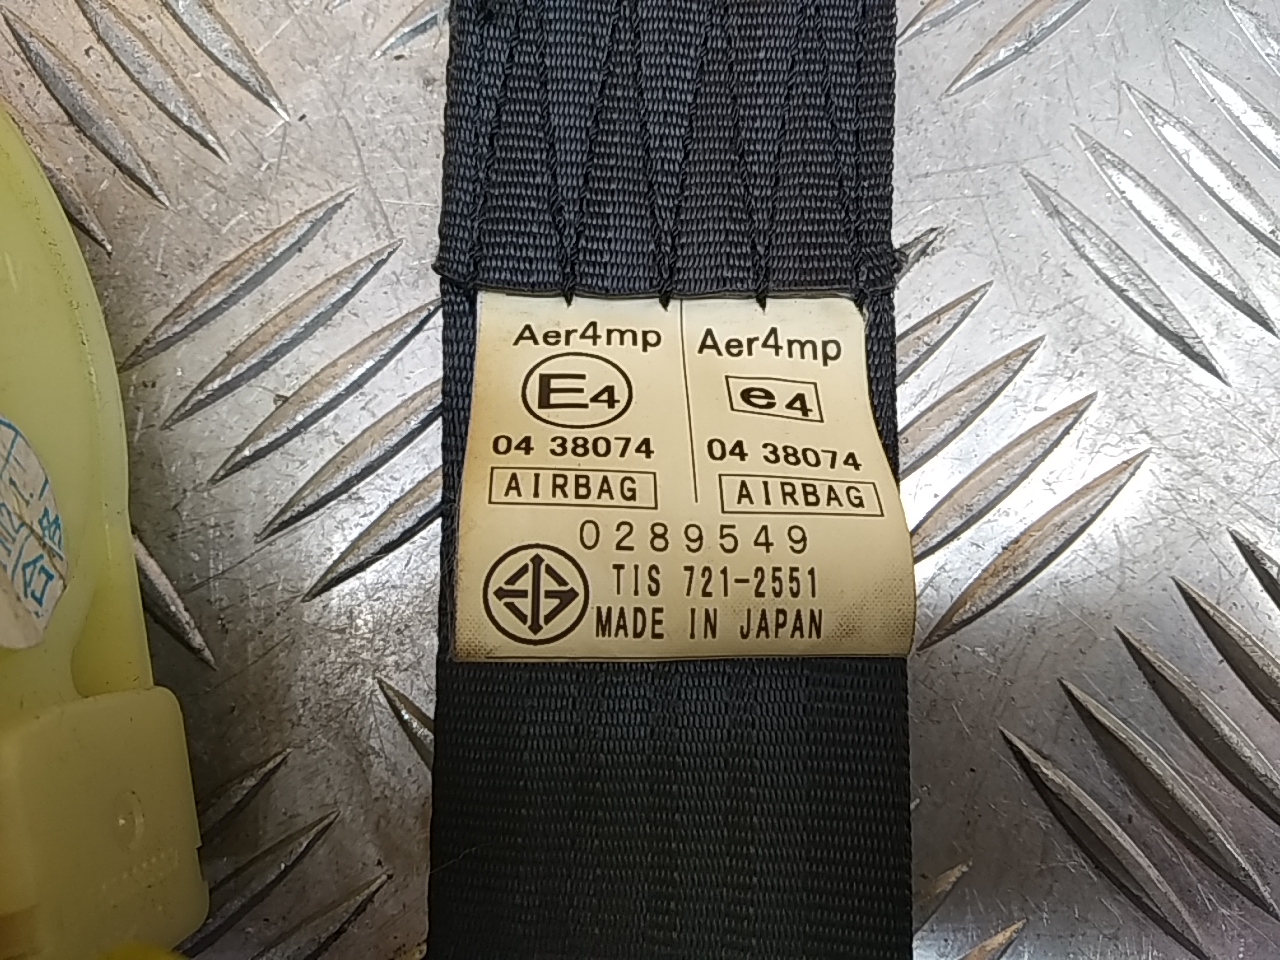 Aer4mp Aer4mp
E4 e4
04 38074 04 38074
AIRBAG AIRBAG
0289549
TIS 721-2551
MADE IN JAPAN